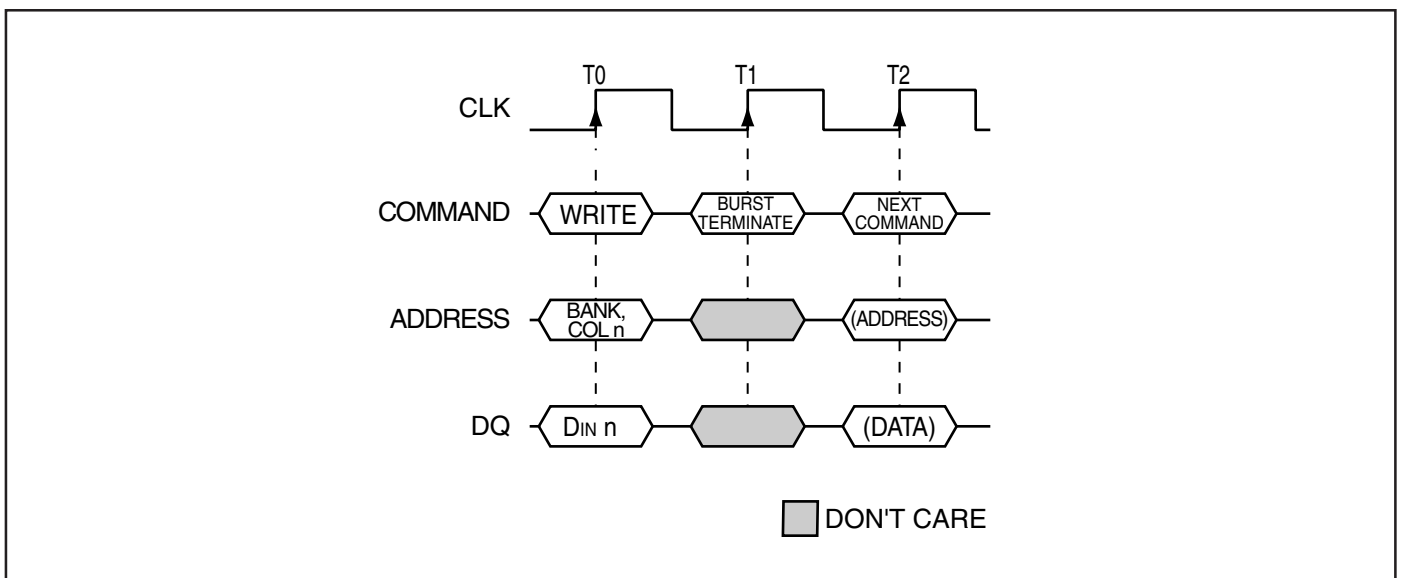 T0 T1 T2
CLK
COMMAND WRITE BURST TERMINATE NEXT COMMAND
ADDRESS BANK, COL n (ADDRESS)
DQ DIN n (DATA)
DON'T CARE